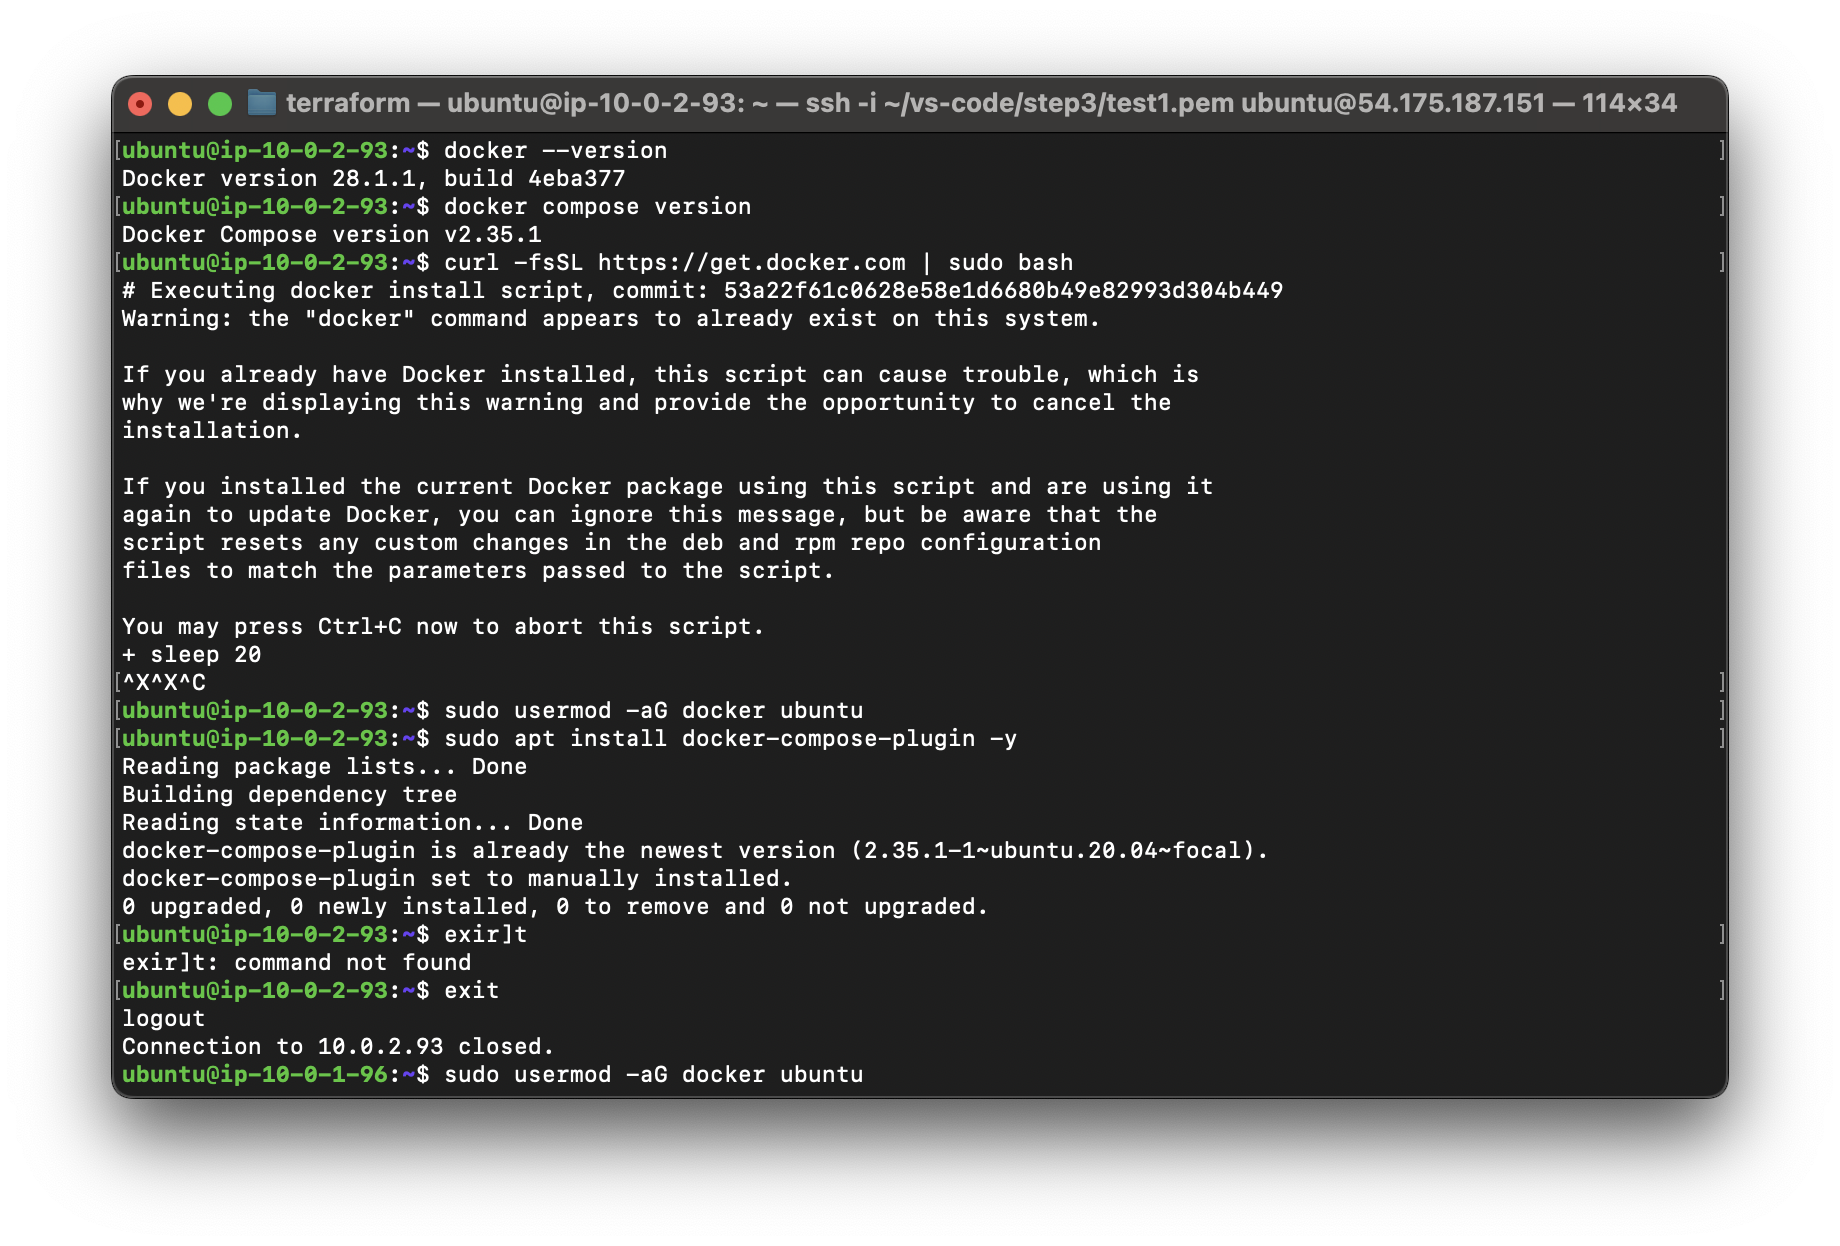 terraform — ubuntu@ip-10-0-2-93: ~ — ssh -i ~/vs-code/step3/test1.pem ubuntu@54.175.187.151 — 114×34
[ubuntu@ip-10-0-2-93:~$ docker --version ]
Docker version 28.1.1, build 4eba377
[ubuntu@ip-10-0-2-93:~$ docker compose version ]
Docker Compose version v2.35.1
[ubuntu@ip-10-0-2-93:~$ curl -fsSL https://get.docker.com | sudo bash ]
# Executing docker install script, commit: 53a22f61c0628e58e1d6680b49e82993d304b449
Warning: the "docker" command appears to already exist on this system.

If you already have Docker installed, this script can cause trouble, which is
why we're displaying this warning and provide the opportunity to cancel the
installation.

If you installed the current Docker package using this script and are using it
again to update Docker, you can ignore this message, but be aware that the
script resets any custom changes in the deb and rpm repo configuration
files to match the parameters passed to the script.

You may press Ctrl+C now to abort this script.
+ sleep 20
[^X^X^C ]
[ubuntu@ip-10-0-2-93:~$ sudo usermod -aG docker ubuntu ]
[ubuntu@ip-10-0-2-93:~$ sudo apt install docker-compose-plugin -y ]
Reading package lists... Done
Building dependency tree
Reading state information... Done
docker-compose-plugin is already the newest version (2.35.1-1~ubuntu.20.04~focal).
docker-compose-plugin set to manually installed.
0 upgraded, 0 newly installed, 0 to remove and 0 not upgraded.
[ubuntu@ip-10-0-2-93:~$ exir]t ]
exir]t: command not found
[ubuntu@ip-10-0-2-93:~$ exit ]
logout
Connection to 10.0.2.93 closed.
ubuntu@ip-10-0-1-96:~$ sudo usermod -aG docker ubuntu